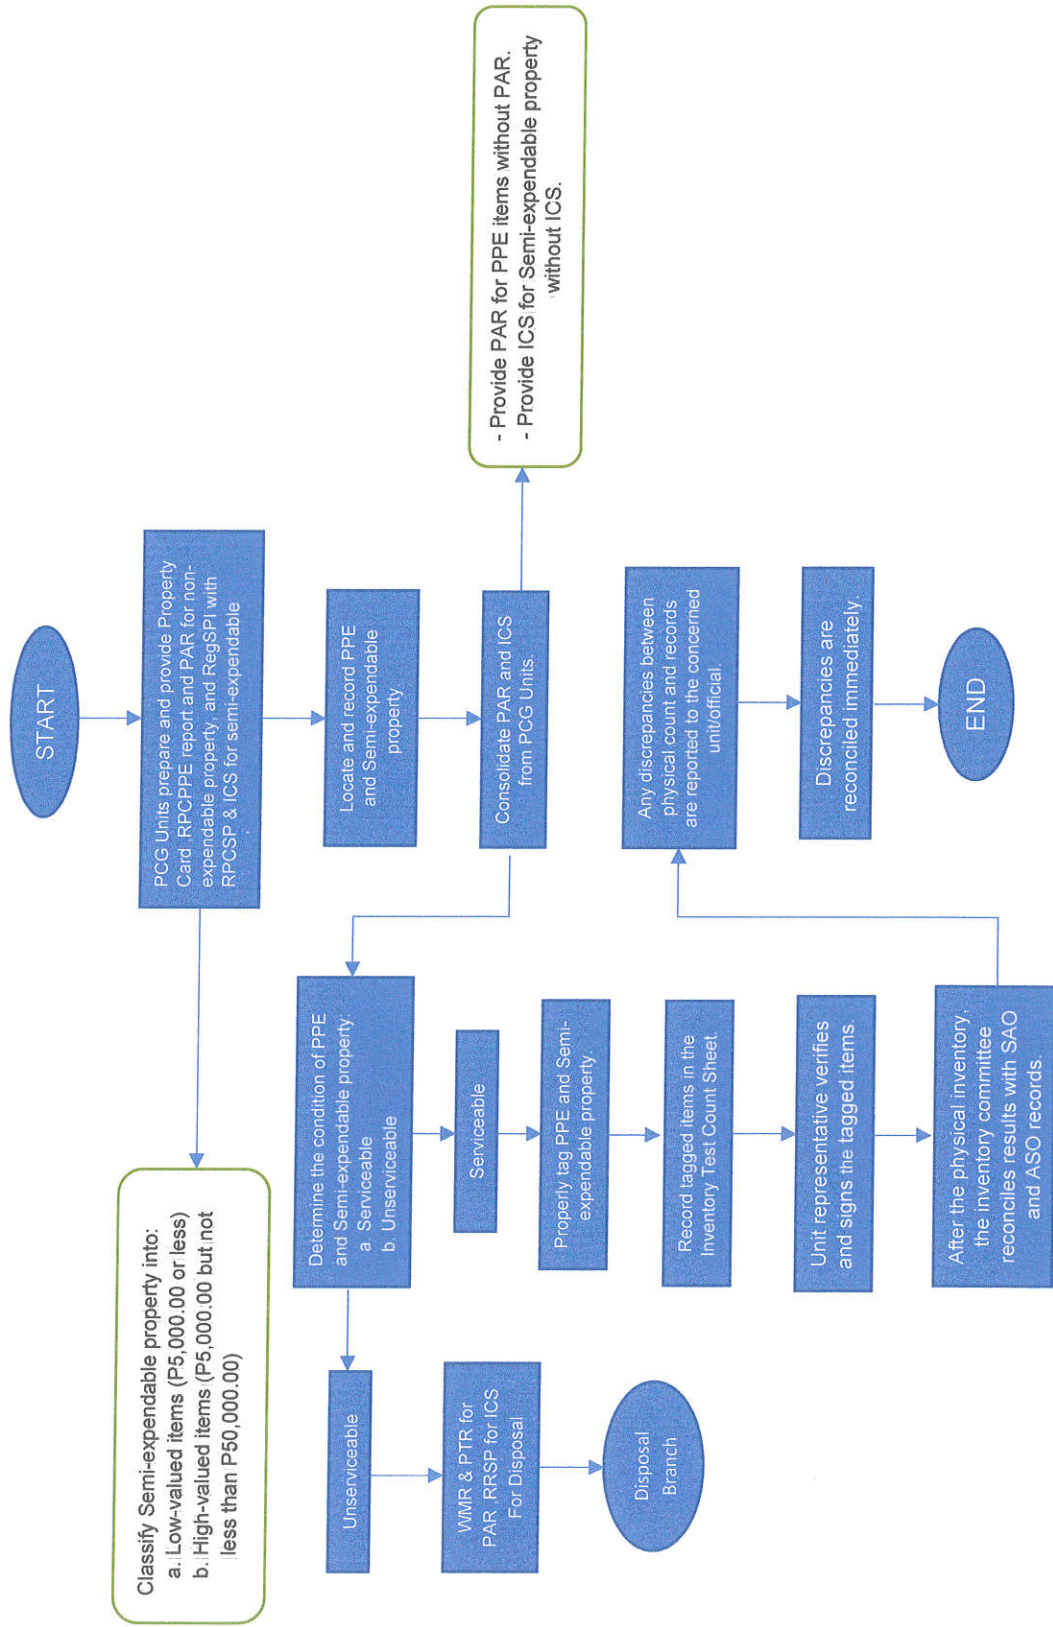 START
PCG Units prepare and provide Property
Card ,RPCPPE report and PAR for non-
expendable property, and RegSPI with
RPCSP & ICS for semi-expendable
Classify Semi-expendable property into:
a. Low-valued items (P5,000.00 or less)
b. High-valued items (P5,000.00 but not
less than P50,000.00)
Locate and record PPE
and Semi-expendable
property
Consolidate PAR and ICS
from PCG Units.
- Provide PAR for PPE items without PAR.
- Provide ICS for Semi-expendable property
without ICS.
Determine the condition of PPE
and Semi-expendable property:
a. Serviceable
b. Unserviceable
Unserviceable
WMR & PTR for
PAR ,RRSP for ICS
For Disposal
Disposal
Branch
Serviceable
Properly tag PPE and Semi-
expendable property.
Record tagged items in the
Inventory Test Count Sheet.
Unit representative verifies
and signs the tagged items.
After the physical inventory,
the inventory committee
reconciles results with SAO
and ASO records.
Any discrepancies between
physical count and records
are reported to the concerned
unit/official.
Discrepancies are
reconciled immediately.
END